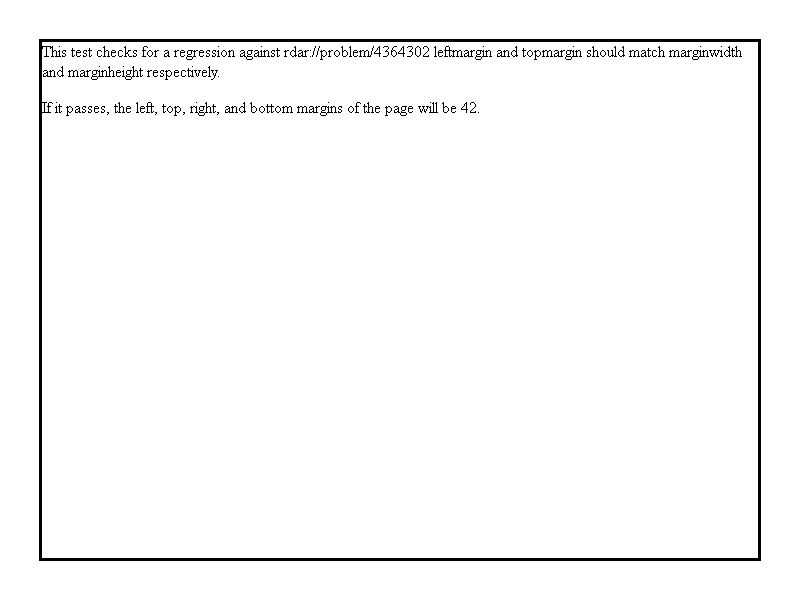 This test checks for a regression against rdar://problem/4364302 leftmargin and topmargin should match marginwidth
and marginheight respectively.
If it passes, the left, top, right, and bottom margins of the page will be 42.